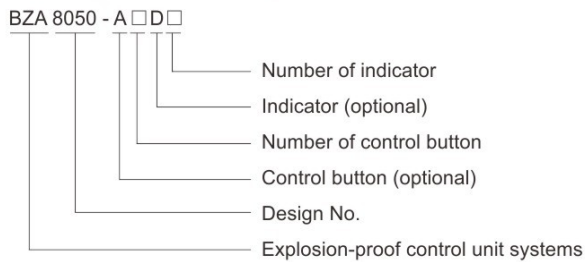 BZA 8050 - A □ D □
Number of indicator
Indicator (optional)
Number of control button
Control button (optional)
Design No.
Explosion-proof control unit systems